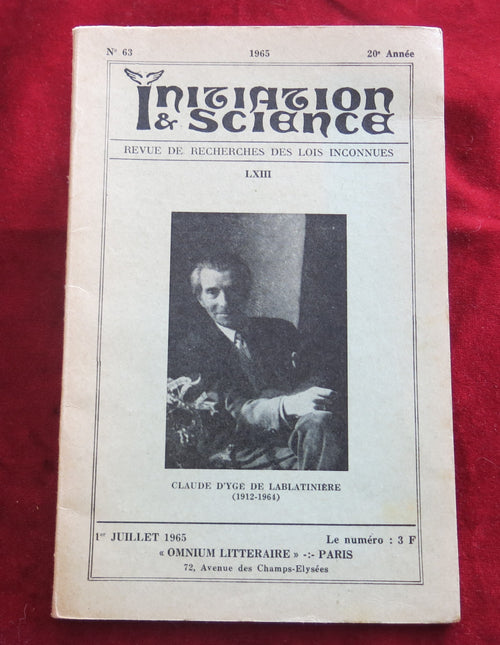 N° 63 1965 20e Année
INITIATION
& SCIENCE
REVUE DE RECHERCHES DES LOIS INCONNUES
LXIII
CLAUDE D'YGE DE LABLATINIÈRE
(1912-1964)
1er JUILLET 1965 Le numéro : 3 F
« OMNIUM LITTERAIRE » -:- PARIS
72, Avenue des Champs-Elysées